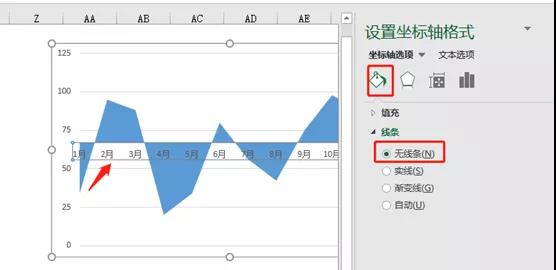 Z AA AB AC AD AE
125
100
75
50
25
0
1月 2月 3月 4月 5月 6月 7月 8月 9月 10月
设置坐标轴格式
坐标轴选项 文本选项
填充
线条
无线条(N)
实线(S)
渐变线(G)
自动(U)